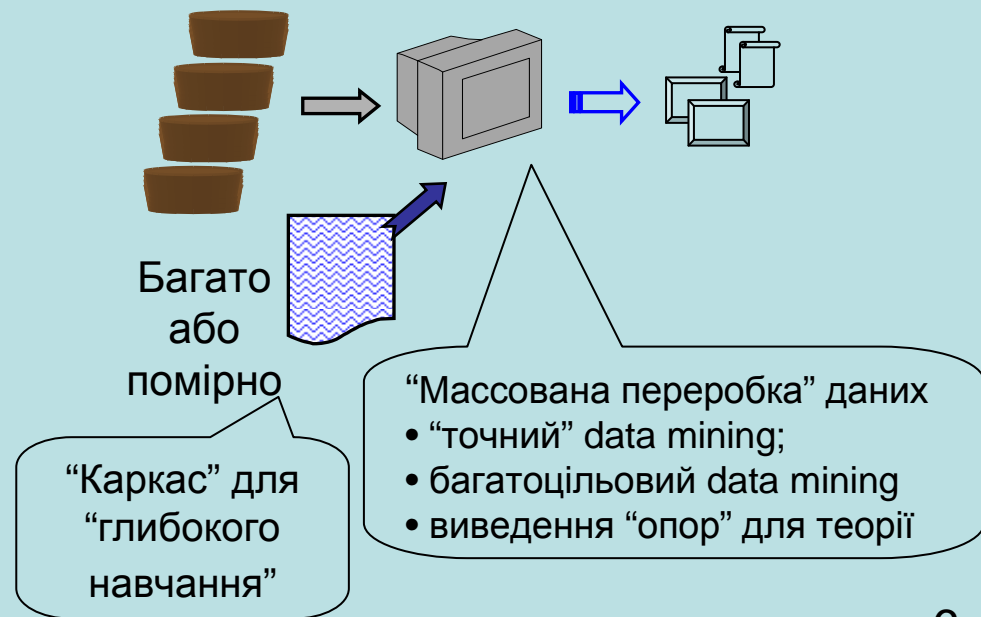 Багато
або
помірно
“Массована переробка” даних
• “точний” data mining;
• багатоцільовий data mining
• виведення “опор” для теорії
“Каркас” для
“глибокого
навчання”